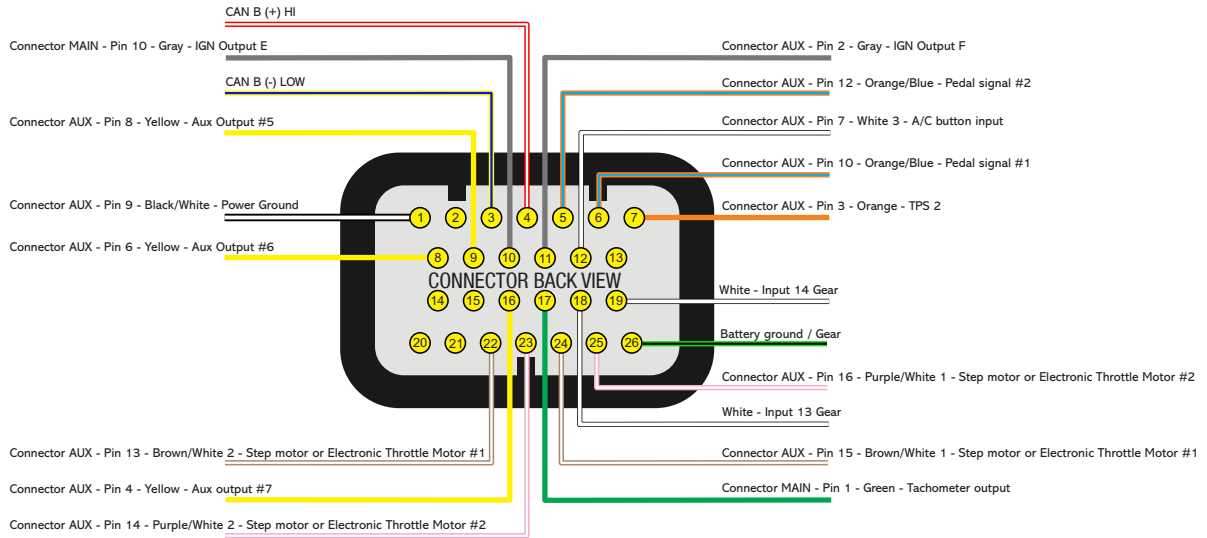 CAN B (+) HI
Connector MAIN - Pin 10 - Gray - IGN Output E
Connector AUX - Pin 2 - Gray - IGN Output F
CAN B (-) LOW
Connector AUX - Pin 12 - Orange/Blue - Pedal signal #2
Connector AUX - Pin 8 - Yellow - Aux Output #5
Connector AUX - Pin 7 - White 3 - A/C button input
Connector AUX - Pin 10 - Orange/Blue - Pedal signal #1
Connector AUX - Pin 9 - Black/White - Power Ground
Connector AUX - Pin 3 - Orange - TPS 2
1 2 3 4 5 6 7
Connector AUX - Pin 6 - Yellow - Aux Output #6
8 9 10 11 12 13
CONNECTOR BACK VIEW
White - Input 14 Gear
14 15 16 17 18 19
Battery ground / Gear
20 21 22 23 24 25 26
Connector AUX - Pin 16 - Purple/White 1 - Step motor or Electronic Throttle Motor #2
White - Input 13 Gear
Connector AUX - Pin 13 - Brown/White 2 - Step motor or Electronic Throttle Motor #1
Connector AUX - Pin 15 - Brown/White 1 - Step motor or Electronic Throttle Motor #1
Connector AUX - Pin 4 - Yellow - Aux output #7
Connector MAIN - Pin 1 - Green - Tachometer output
Connector AUX - Pin 14 - Purple/White 2 - Step motor or Electronic Throttle Motor #2